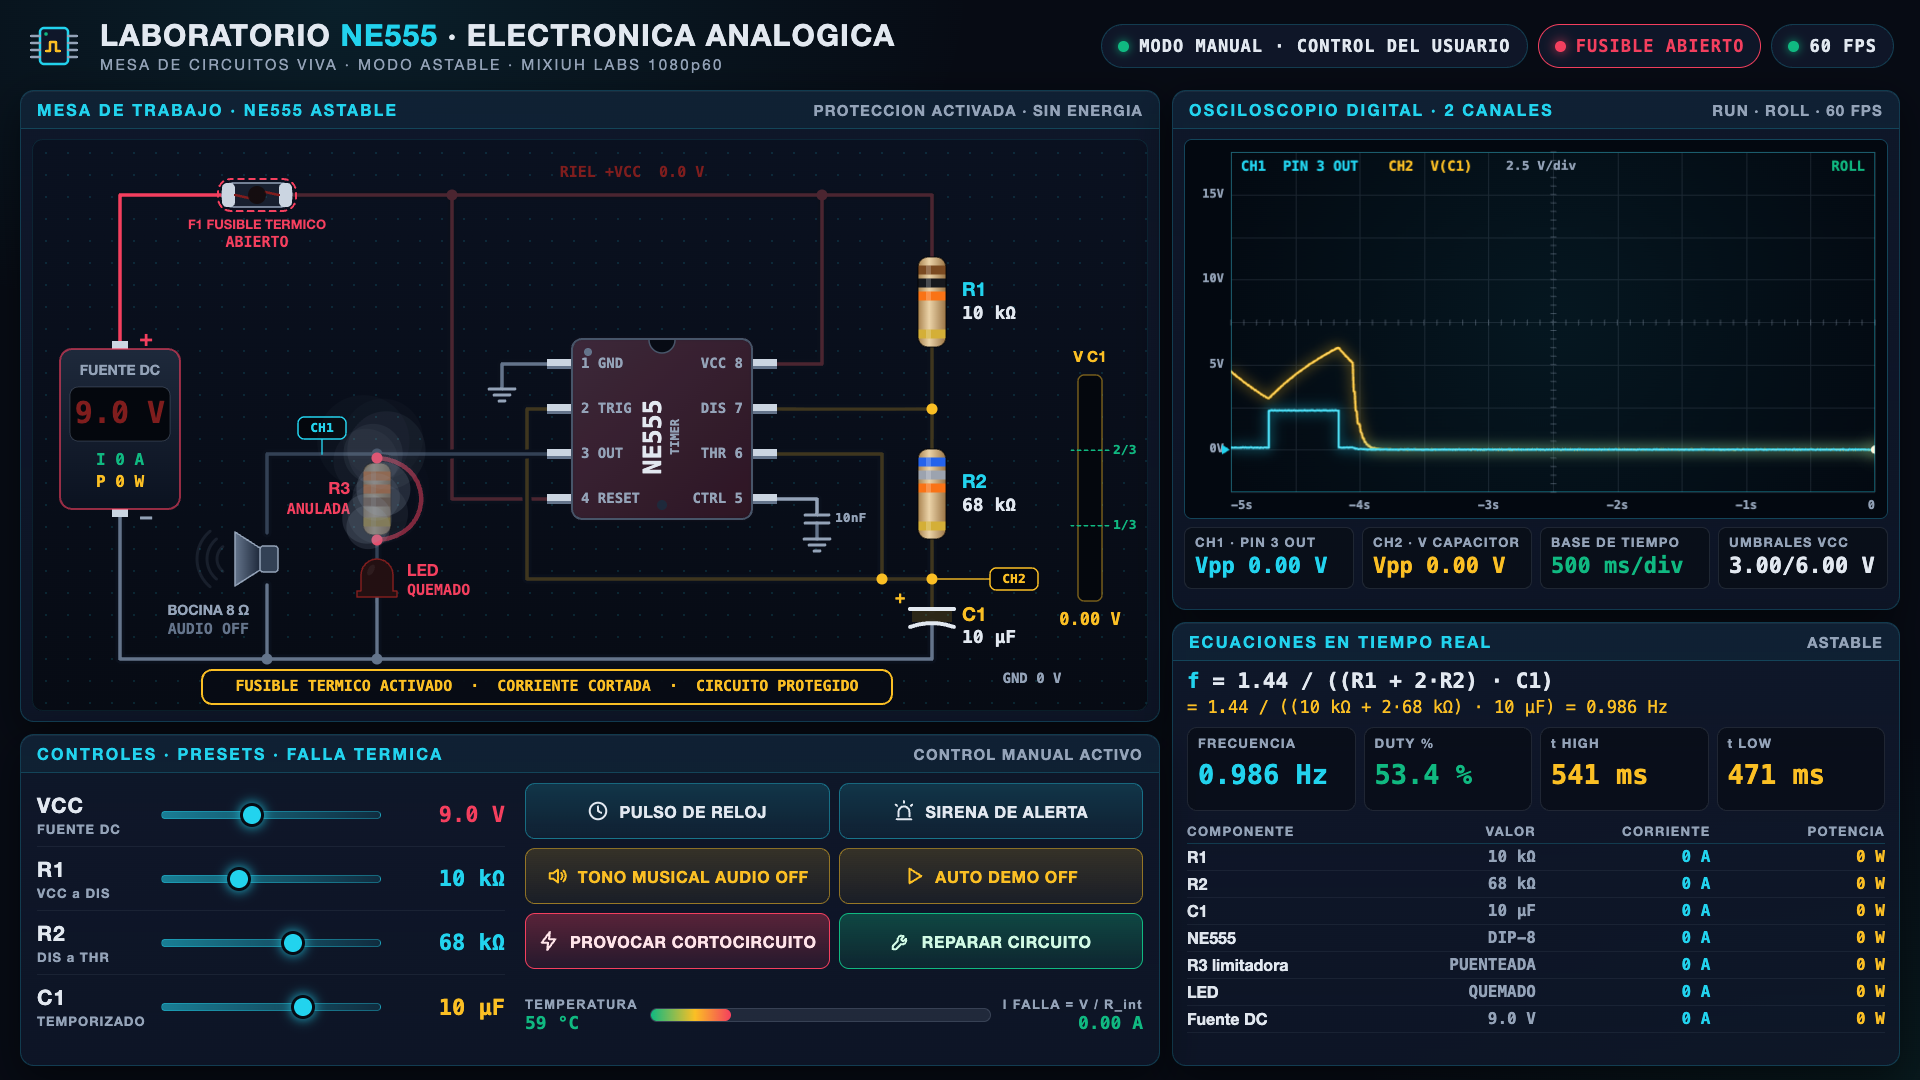 LABORATORIO NE555 · ELECTRONICA ANALOGICA
MESA DE CIRCUITOS VIVA · MODO ASTABLE · MIXIUH LABS 1080p60
MODO MANUAL · CONTROL DEL USUARIO
FUSIBLE ABIERTO
60 FPS
MESA DE TRABAJO · NE555 ASTABLE
PROTECCION ACTIVADA · SIN ENERGIA
RIEL +VCC 0.0 V
F1 FUSIBLE TERMICO
ABIERTO
R1
10 kΩ
+
FUENTE DC
9.0 V
I 0 A
P 0 W
−
1 GND
2 TRIG
3 OUT
4 RESET
NE555
TIMER
VCC 8
DIS 7
THR 6
CTRL 5
10nF
V C1
2/3
1/3
0.00 V
CH1
R3
ANULADA
R2
68 kΩ
LED
QUEMADO
CH2
BOCINA 8 Ω
AUDIO OFF
+
C1
10 µF
GND 0 V
FUSIBLE TERMICO ACTIVADO · CORRIENTE CORTADA · CIRCUITO PROTEGIDO
OSCILOSCOPIO DIGITAL · 2 CANALES
RUN · ROLL · 60 FPS
CH1 PIN 3 OUT CH2 V(C1) 2.5 V/div ROLL
15V
10V
5V
0V
−5s −4s −3s −2s −1s 0
CH1 · PIN 3 OUT
Vpp 0.00 V
CH2 · V CAPACITOR
Vpp 0.00 V
BASE DE TIEMPO
500 ms/div
UMBRALES VCC
3.00/6.00 V
CONTROLES · PRESETS · FALLA TERMICA
CONTROL MANUAL ACTIVO
VCC
FUENTE DC
9.0 V
R1
VCC a DIS
10 kΩ
R2
DIS a THR
68 kΩ
C1
TEMPORIZADO
10 µF
PULSO DE RELOJ
SIRENA DE ALERTA
TONO MUSICAL AUDIO OFF
AUTO DEMO OFF
PROVOCAR CORTOCIRCUITO
REPARAR CIRCUITO
TEMPERATURA
59 °C
I FALLA = V / R_int
0.00 A
ECUACIONES EN TIEMPO REAL
ASTABLE
f = 1.44 / ((R1 + 2·R2) · C1)
= 1.44 / ((10 kΩ + 2·68 kΩ) · 10 µF) = 0.986 Hz
FRECUENCIA
0.986 Hz
DUTY %
53.4 %
t HIGH
541 ms
t LOW
471 ms
COMPONENTE VALOR CORRIENTE POTENCIA
R1 10 kΩ 0 A 0 W
R2 68 kΩ 0 A 0 W
C1 10 µF 0 A 0 W
NE555 DIP−8 0 A 0 W
R3 limitadora PUENTEADA 0 A 0 W
LED QUEMADO 0 A 0 W
Fuente DC 9.0 V 0 A 0 W